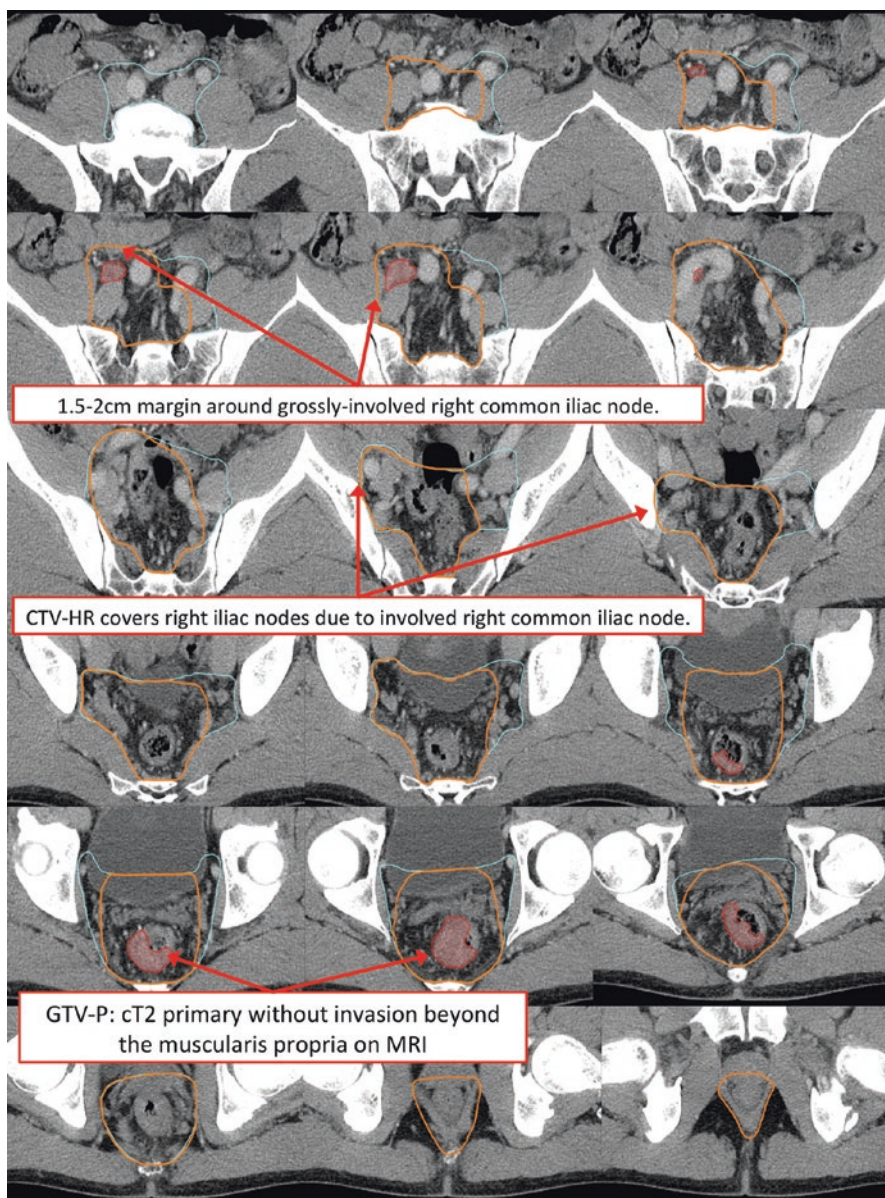 1.5-2cm margin around grossly-involved right common iliac node.
CTV-HR covers right iliac nodes due to involved right common iliac node.
GTV-P: cT2 primary without invasion beyond
the muscularis propria on MRI